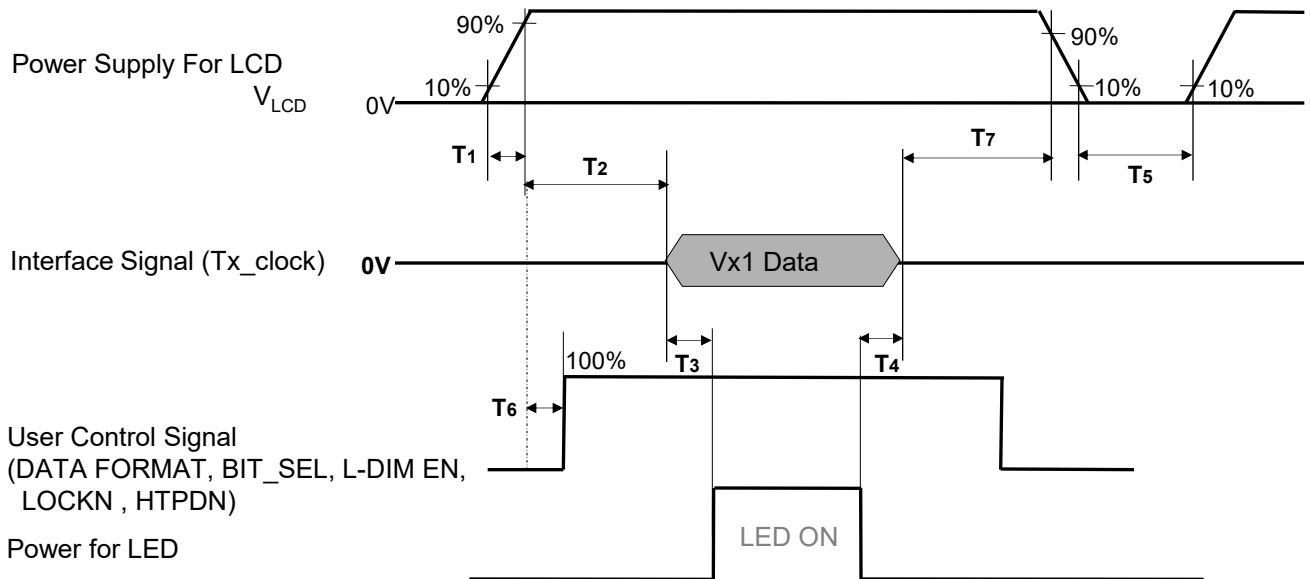 90%
90%
Power Supply For LCD
10%
10%
10%
VLCD
0V
T1
T2
T7
T5
Interface Signal (Tx_clock)
0V
Vx1 Data
100%
T3
T4
T6
User Control Signal
(DATA FORMAT, BIT_SEL, L-DIM EN,
LOCKN , HTPDN)
LED ON
Power for LED